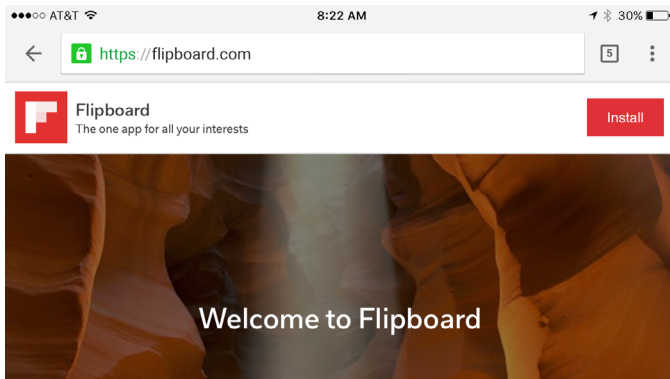 AT&T 8:22 AM 30%
https://flipboard.com 5
Flipboard
The one app for all your interests
Install
Welcome to Flipboard